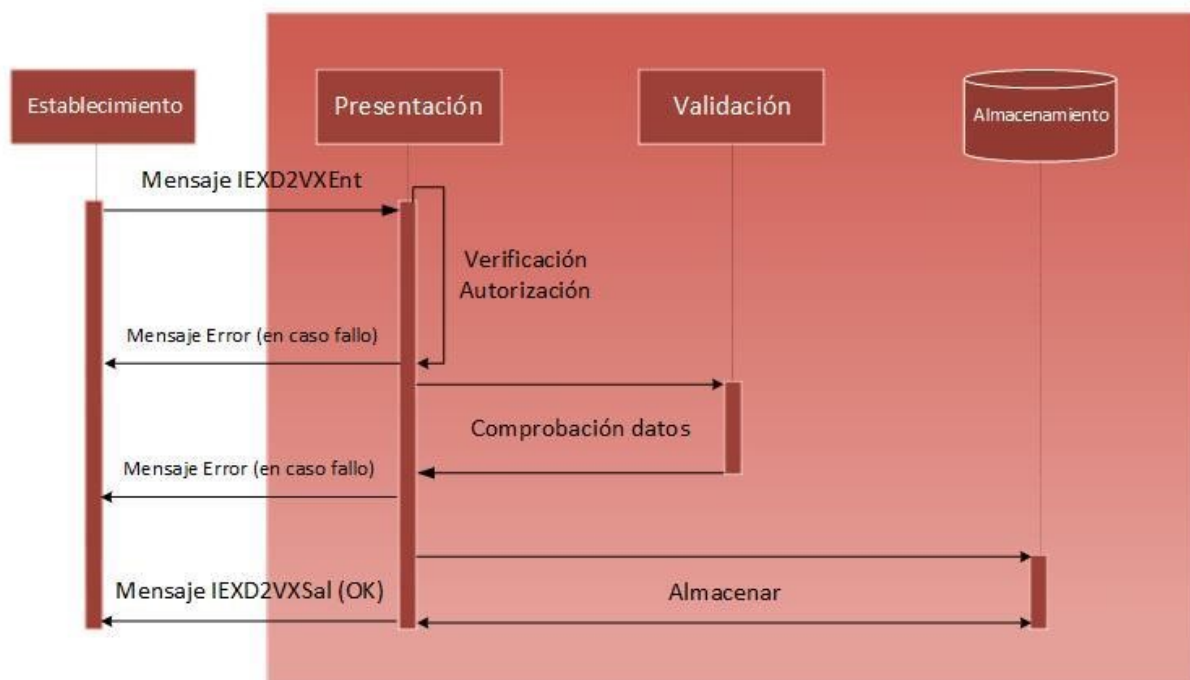 Establecimiento
Presentación
Validación
Almacenamiento
Mensaje IEXD2VXEnt
Verificación
Autorización
Mensaje Error (en caso fallo)
Comprobación datos
Mensaje Error (en caso fallo)
Mensaje IEXD2VXSal (OK)
Almacenar